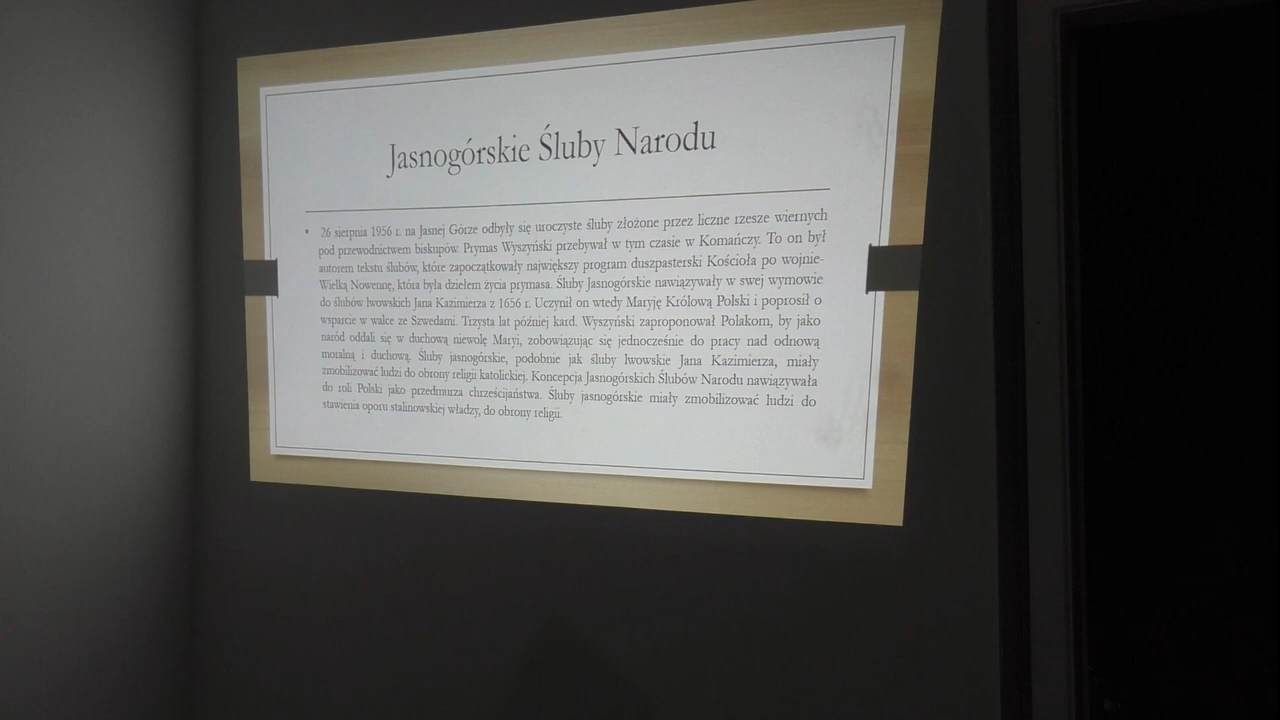 Jasnogórskie Śluby Narodu
• 26 sierpnia 1956 r. na Jasnej Górze odbyły się uroczyste śluby złożone przez liczne rzesze wiernych
pod przewodnictwem biskupów. Prymas Wyszyński przebywał w tym czasie w Komańczy. To on był
autorem tekstu ślubów, które zapoczątkowały największy program duszpasterski Kościoła po wojnie-
Wielką Nowennę, która była dziełem życia prymasa. Śluby Jasnogórskie nawiązywały w swej wymowie
do ślubów lwowskich Jana Kazimierza z 1656 r. Uczynił on wtedy Maryję Królową Polski i poprosił o
wsparcie w walce ze Szwedami. Trzysta lat później kard. Wyszyński zaproponował Polakom, by jako
naród oddali się w duchową niewolę Maryi, zobowiązując się jednocześnie do pracy nad odnową
moralną i duchową. Śluby jasnogórskie, podobnie jak śluby lwowskie Jana Kazimierza, miały
zmobilizować ludzi do obrony religii katolickiej. Koncepcja Jasnogórskich Ślubów Narodu nawiązywała
do roli Polski jako przedmurza chrześcijaństwa. Śluby jasnogórskie miały zmobilizować ludzi do
stawienia oporu stalinowskiej władzy, do obrony religii.